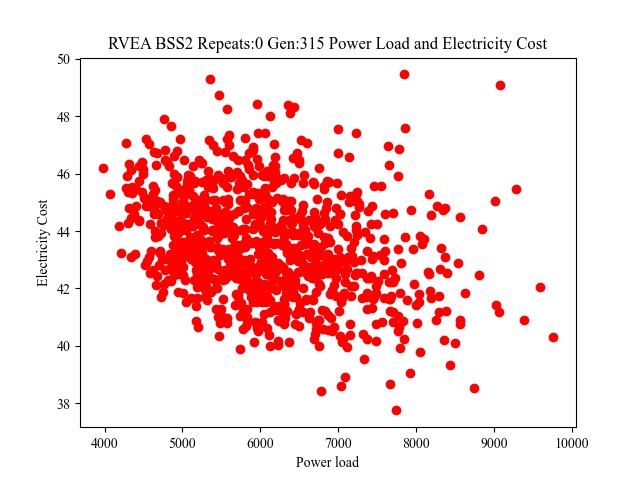 RVEA BSS2 Repeats:0 Gen:315 Power Load and Electricity Cost
50
48
46
44
42
40
38
Electricity Cost
4000 5000 6000 7000 8000 9000 10000
Power load